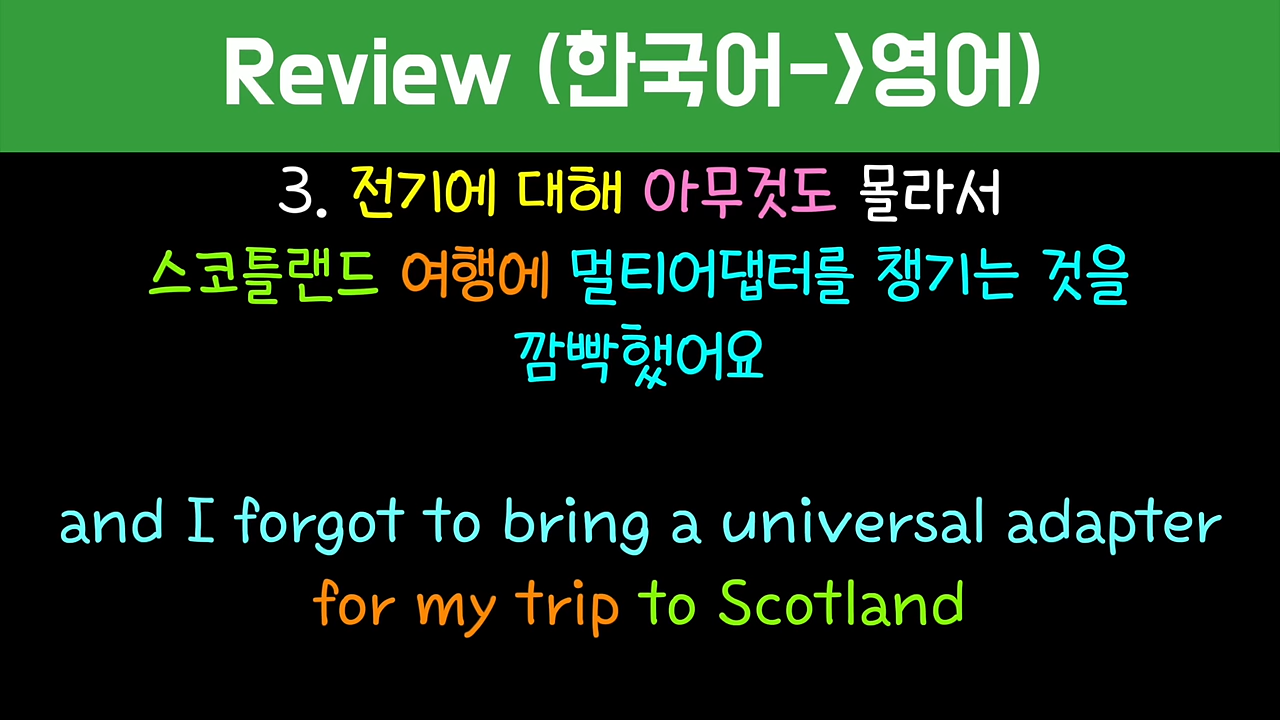 Review (한국어->영어)
3. 전기에 대해 아무것도 몰라서
스코틀랜드 여행에 멀티어댑터를 챙기는 것을
깜빡했어요
and I forgot to bring a universal adapter
for my trip to Scotland